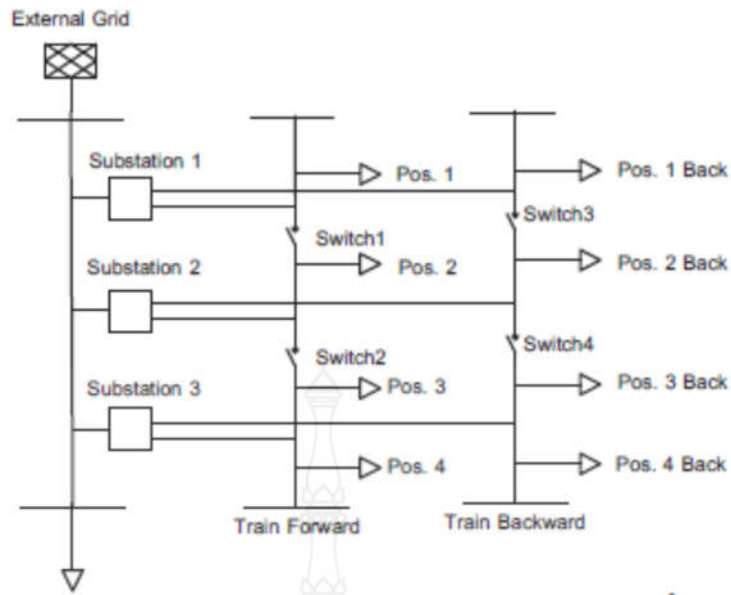 External Grid
Substation 1
Pos. 1
Pos. 1 Back
Switch3
Switch1
Substation 2
Pos. 2
Pos. 2 Back
Switch2
Switch4
Substation 3
Pos. 3
Pos. 3 Back
Pos. 4
Pos. 4 Back
Train Forward
Train Backward